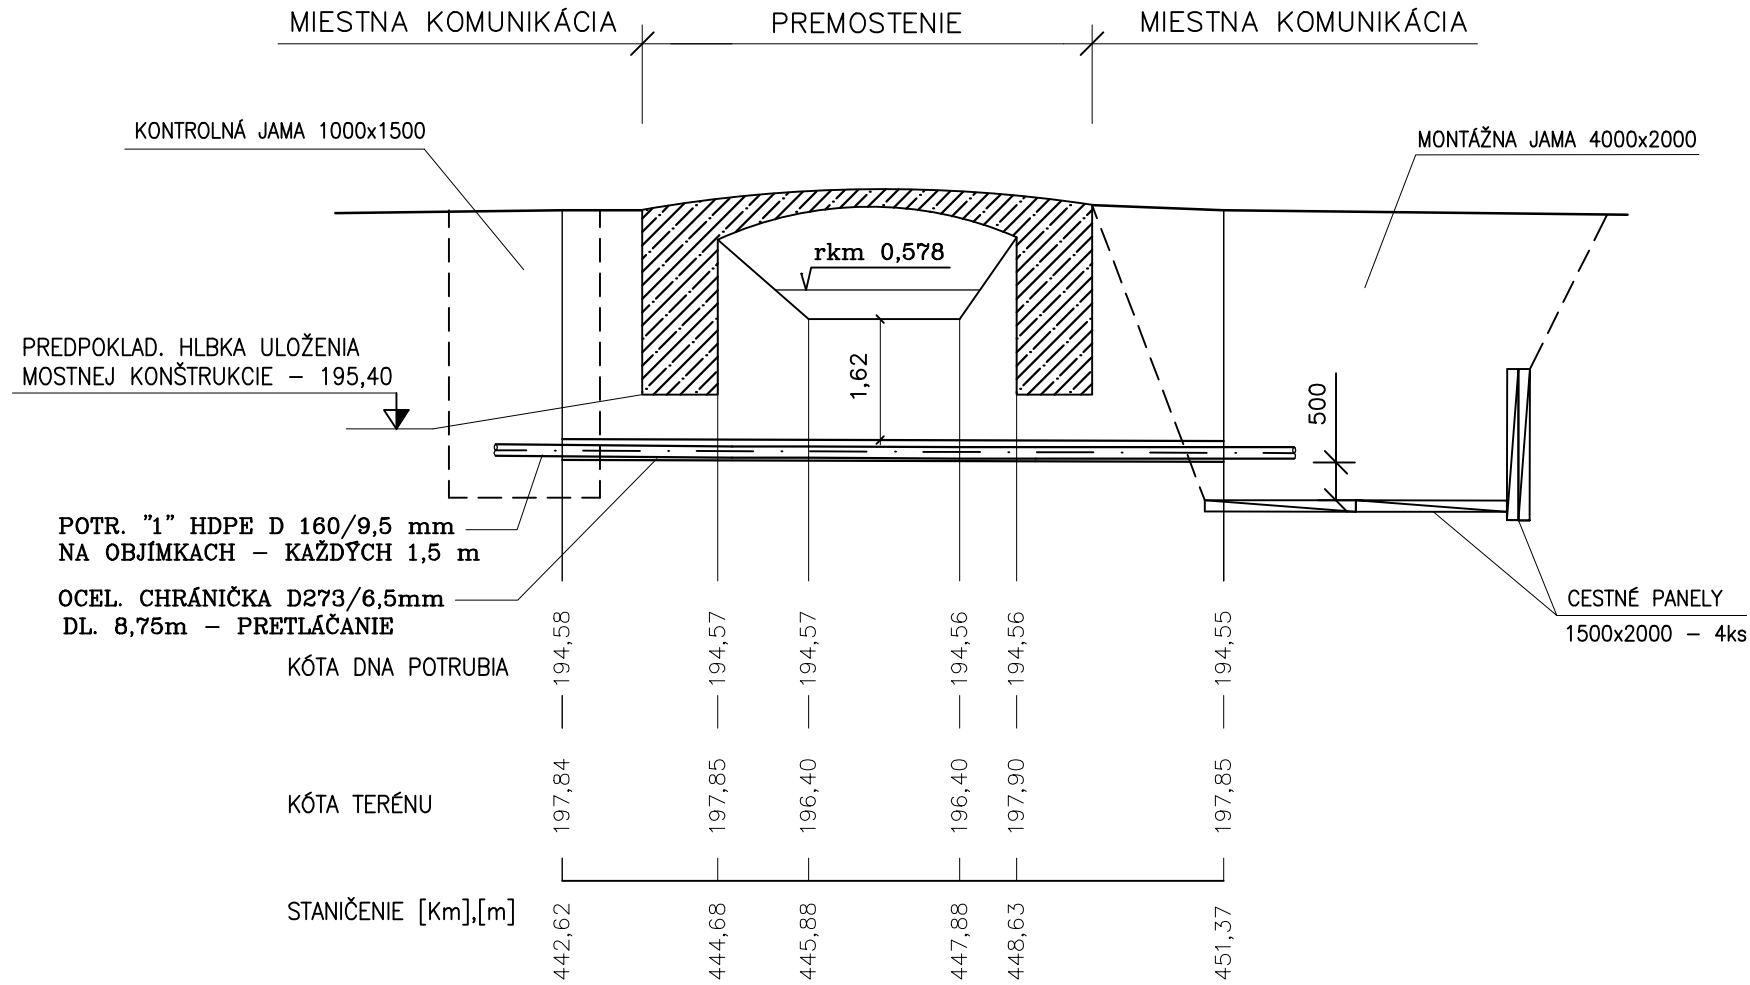 MIESTNA KOMUNIKÁCIA
PREMOSTENIE
MIESTNA KOMUNIKÁCIA
KONTROLNÁ JAMA 1000x1500
MONTÁŽNA JAMA 4000x2000
rkm 0,578
PREDPOKLAD. HLBKA ULOŽENIA
MOSTNEJ KONŠTRUKCIE – 195,40
1,62
500
POTR. "1" HDPE D 160/9,5 mm
NA OBJÍMKACH – KAŽDÝCH 1,5 m
OCEL. CHRÁNIČKA D273/6,5mm
DL. 8,75m – PRETLÁČANIE
CESTNÉ PANELY
1500x2000 – 4ks
KÓTA DNA POTRUBIA
194,58
194,57
194,57
194,56
194,56
194,55
KÓTA TERÉNU
197,84
197,85
196,40
196,40
197,90
197,85
STANIČENIE [Km],[m]
442,62
444,68
445,88
447,88
448,63
451,37